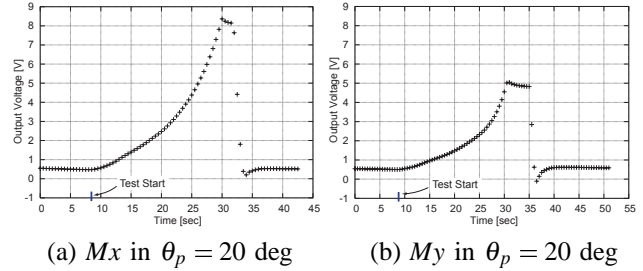 Output Voltage [V]
9
8
7
6
5
4
3
2
1
0
-1
Test Start
0 5 10 15 20 25 30 35 40 45
Time [sec]
(a) Mx in θp = 20 deg
Output Voltage [V]
9
8
7
6
5
4
3
2
1
0
-1
Test Start
0 5 10 15 20 25 30 35 40 45 50 55
Time [sec]
(b) My in θp = 20 deg